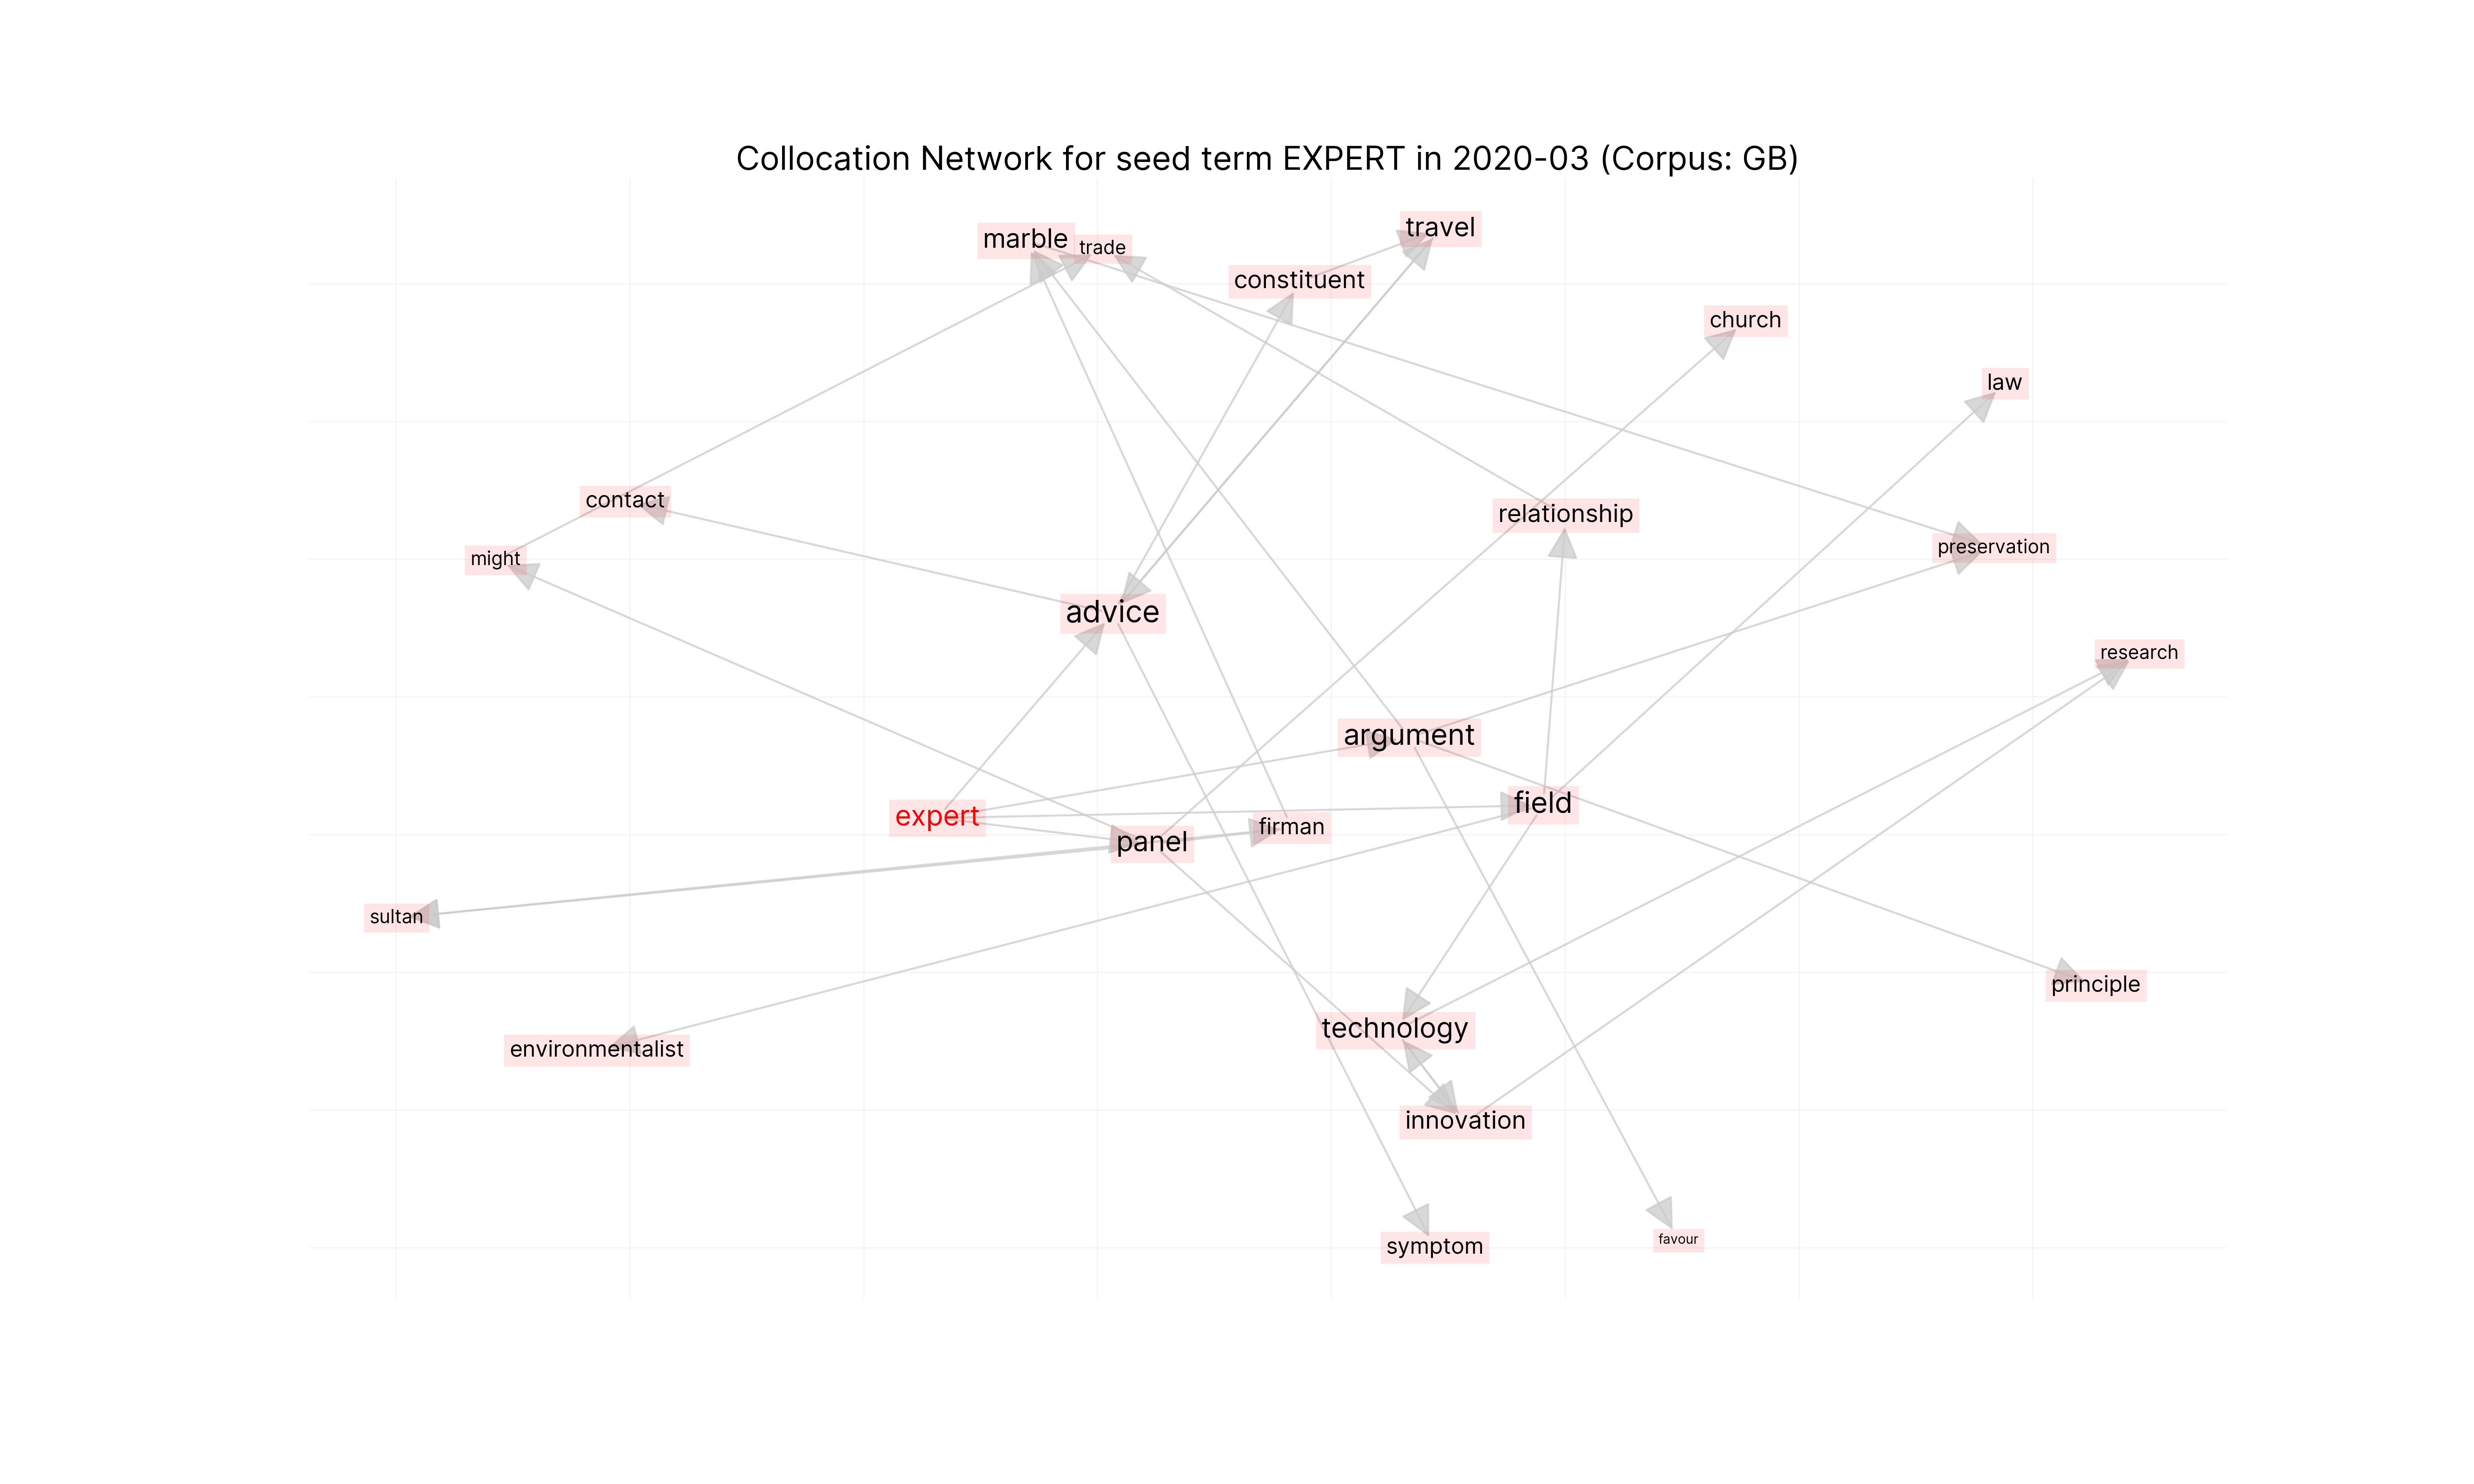 Collocation Network for seed term EXPERT in 2020-03 (Corpus: GB)
travel
marble
trade
constituent
church
law
contact
relationship
preservation
might
advice
research
argument
field
expert
firman
panel
sultan
principle
technology
environmentalist
innovation
favour
symptom